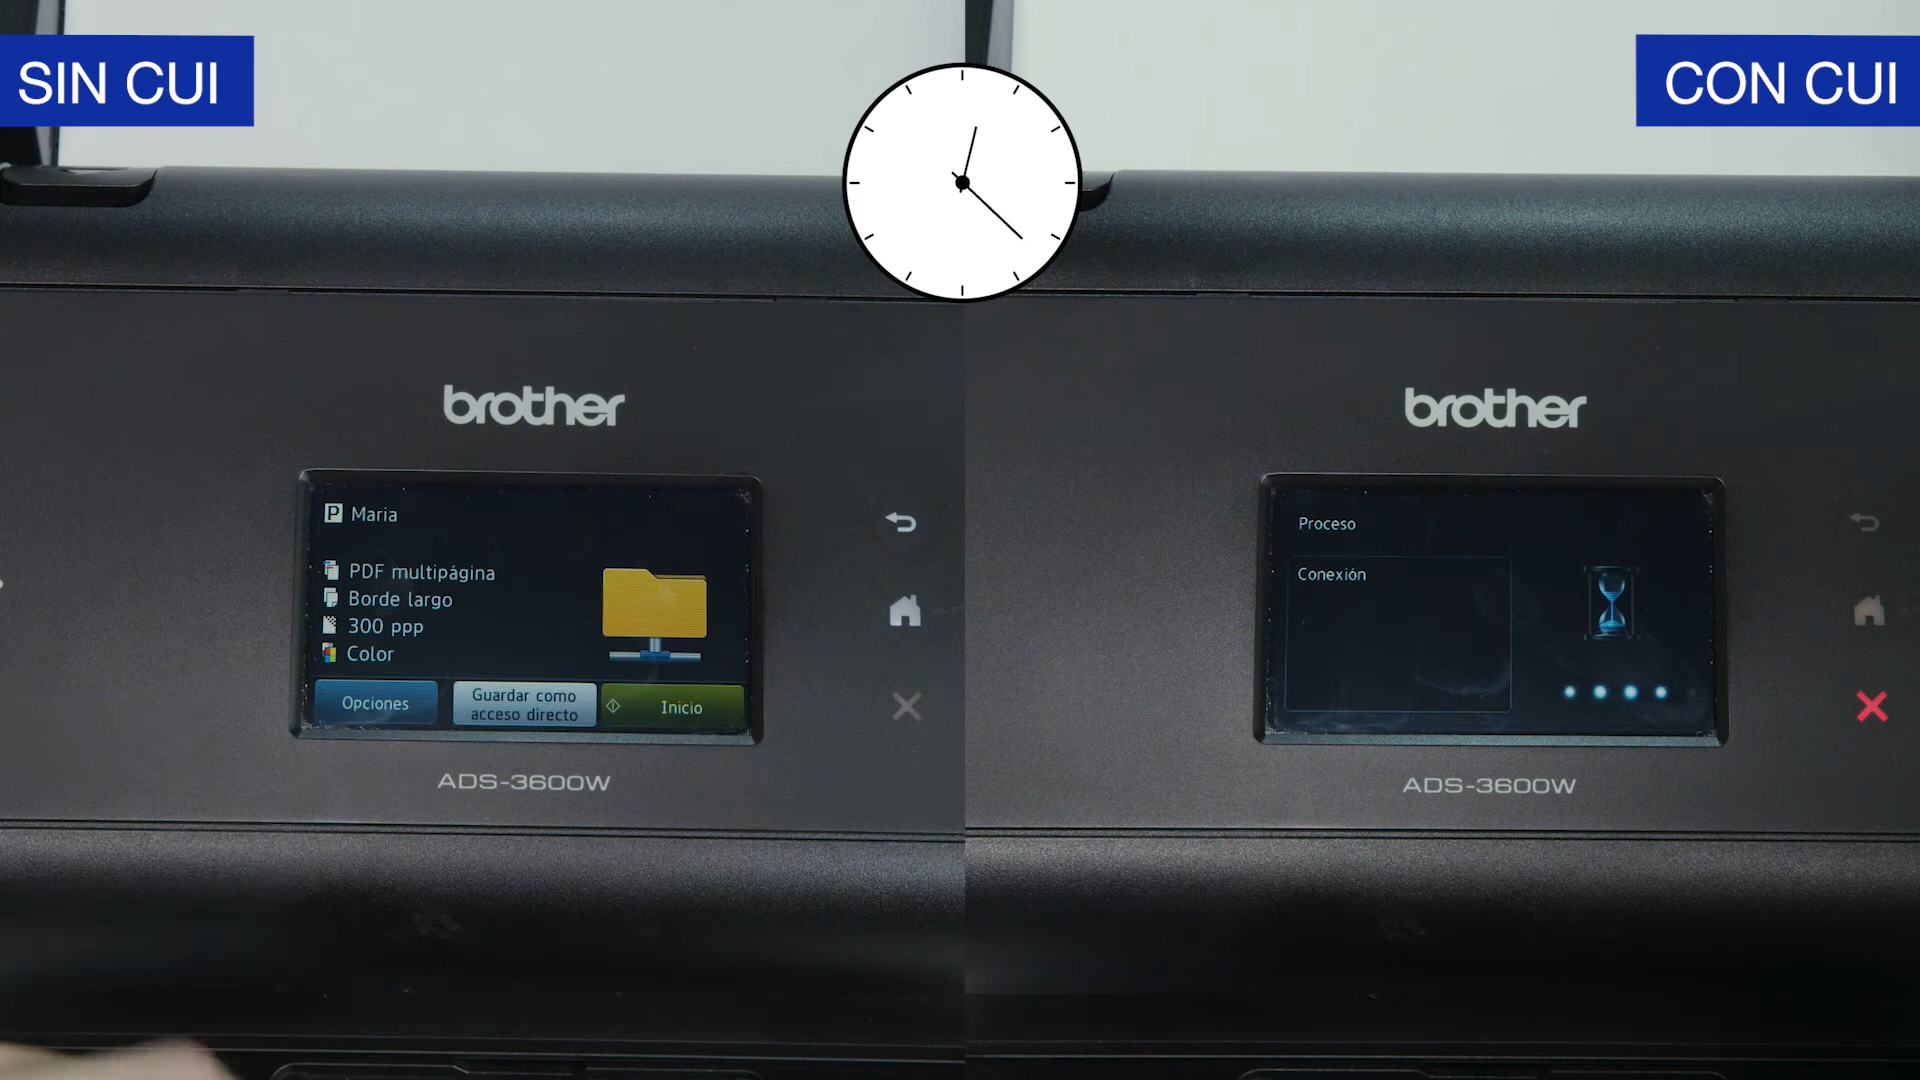 SIN CUI
CON CUI
brother
Maria
PDF multipágina
Borde largo
300 ppp
Color
Opciones
Guardar como
acceso directo
Inicio
ADS-3600W
brother
Proceso
Conexión
ADS-3600W